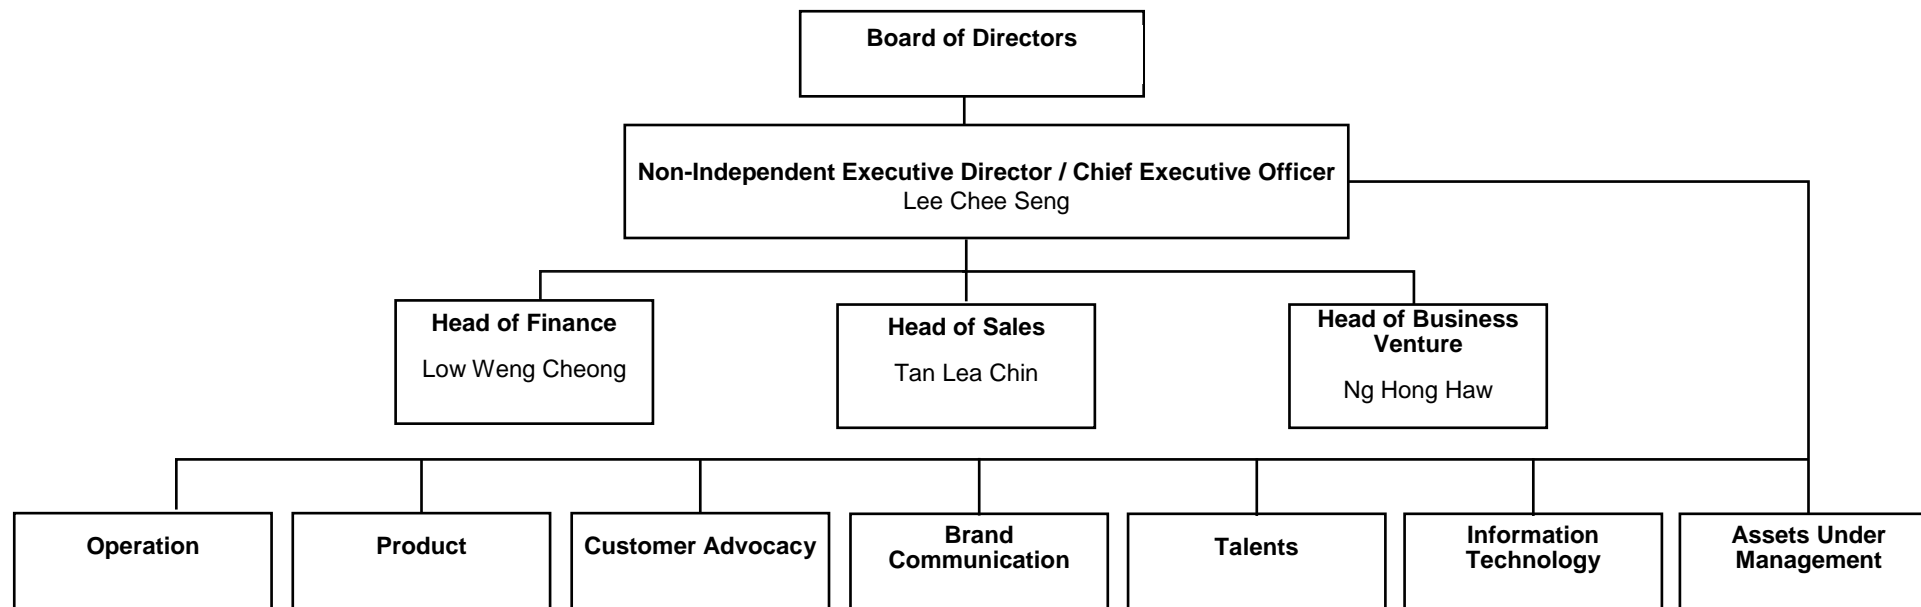 Board of Directors
Non-Independent Executive Director / Chief Executive Officer
Lee Chee Seng
Head of Finance
Low Weng Cheong
Head of Sales
Tan Lea Chin
Head of Business
Venture
Ng Hong Haw
Operation
Product
Customer Advocacy
Brand
Communication
Talents
Information
Technology
Assets Under
Management